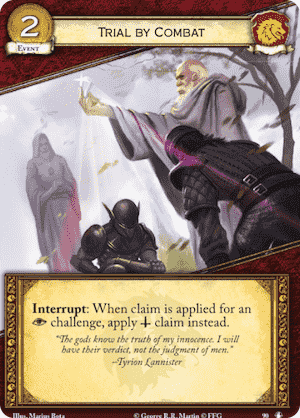 2
TRIAL BY COMBAT
EVENT
Interrupt: When claim is applied for an
challenge, apply claim instead.
"The gods know the truth of my innocence. I will
have their verdict, not the judgment of men."
–Tyrion Lannister
Illus. Marius Bota © George R.R. Martin © FFG 90